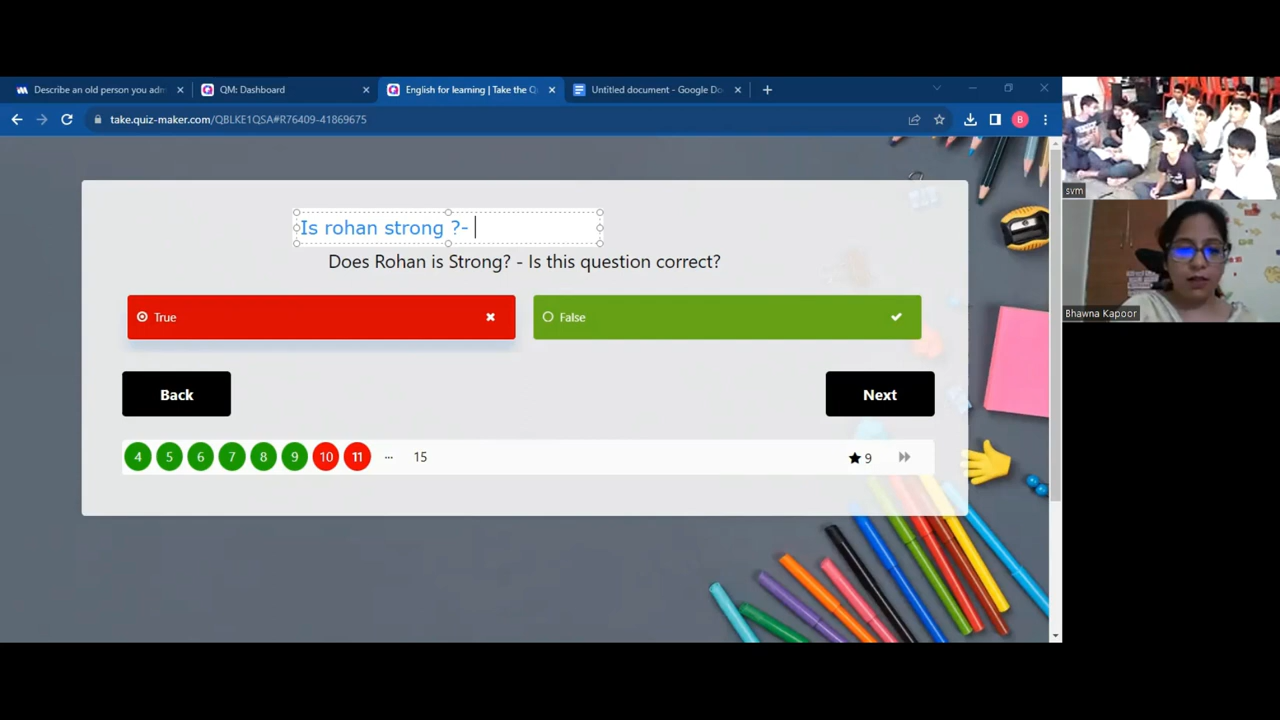 Describe an old person you adm
QM: Dashboard
English for learning | Take the Q
Untitled document - Google Do
take.quiz-maker.com/QBLKE1QSA#R76409-41869675
B
Is rohan strong ?-
Does Rohan is Strong? - Is this question correct?
True
False
Back
Next
4 5 6 7 8 9 10 11 ... 15
9
svm
Bhawna Kapoor